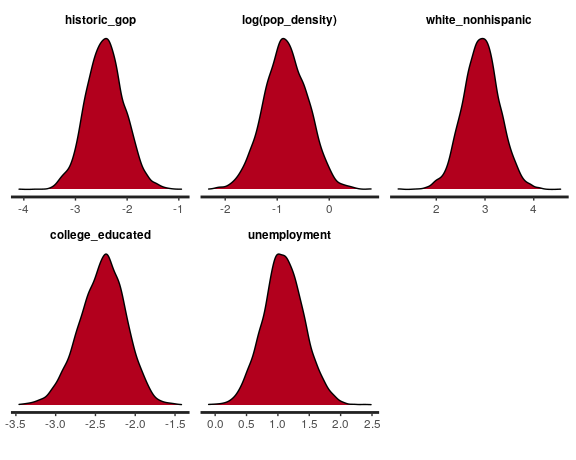 historic_gop log(pop_density) white_nonhispanic
-4 -3 -2 -1 -2 -1 0 2 3 4
college_educated unemployment
-3.5 -3.0 -2.5 -2.0 -1.5 0.0 0.5 1.0 1.5 2.0 2.5